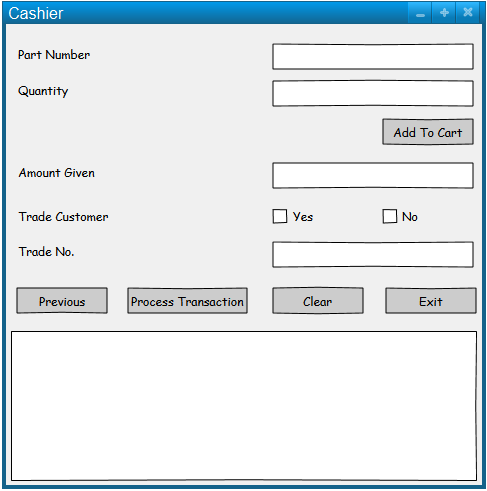 Cashier
Part Number
Quantity
Add To Cart
Amount Given
Trade Customer Yes No
Trade No.
Previous Process Transaction Clear Exit